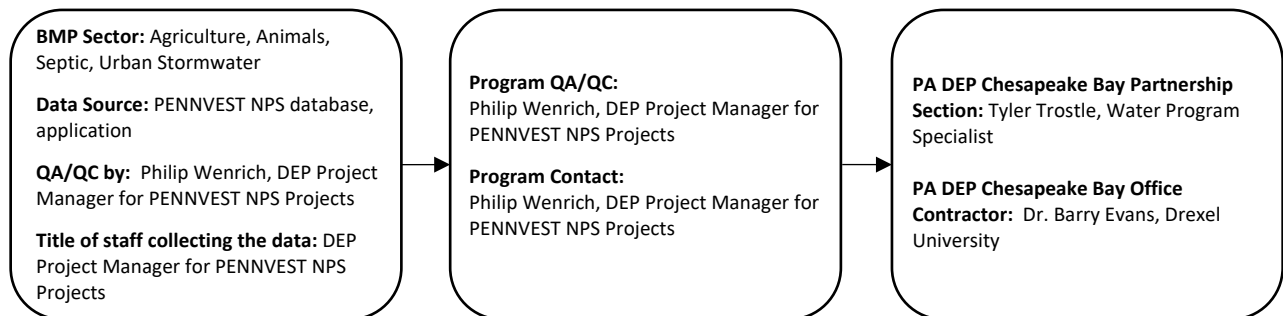 BMP Sector: Agriculture, Animals,
Septic, Urban Stormwater
Data Source: PENNVEST NPS database,
application
QA/QC by:  Philip Wenrich, DEP Project
Manager for PENNVEST NPS Projects
Title of staff collecting the data: DEP
Project Manager for PENNVEST NPS
Projects
Program QA/QC:
Philip Wenrich, DEP Project Manager for
PENNVEST NPS Projects
Program Contact:
Philip Wenrich, DEP Project Manager for
PENNVEST NPS Projects
PA DEP Chesapeake Bay Partnership
Section: Tyler Trostle, Water Program
Specialist
PA DEP Chesapeake Bay Office
Contractor:  Dr. Barry Evans, Drexel
University